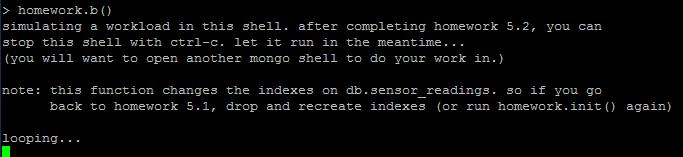 > homework.b()
simulating a workload in this shell. after completing homework 5.2, you can
stop this shell with ctrl-c. let it run in the meantime...
(you will want to open another mongo shell to do your work in.)
note: this function changes the indexes on db.sensor_readings. so if you go
back to homework 5.1, drop and recreate indexes (or run homework.init() again)
looping...